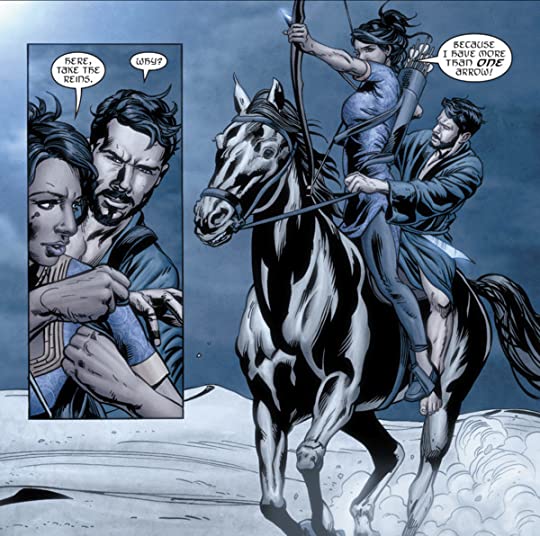 HERE,
TAKE THE
REINS.
WHY?
BECAUSE
I HAVE MORE
THAN ONE
ARROW!